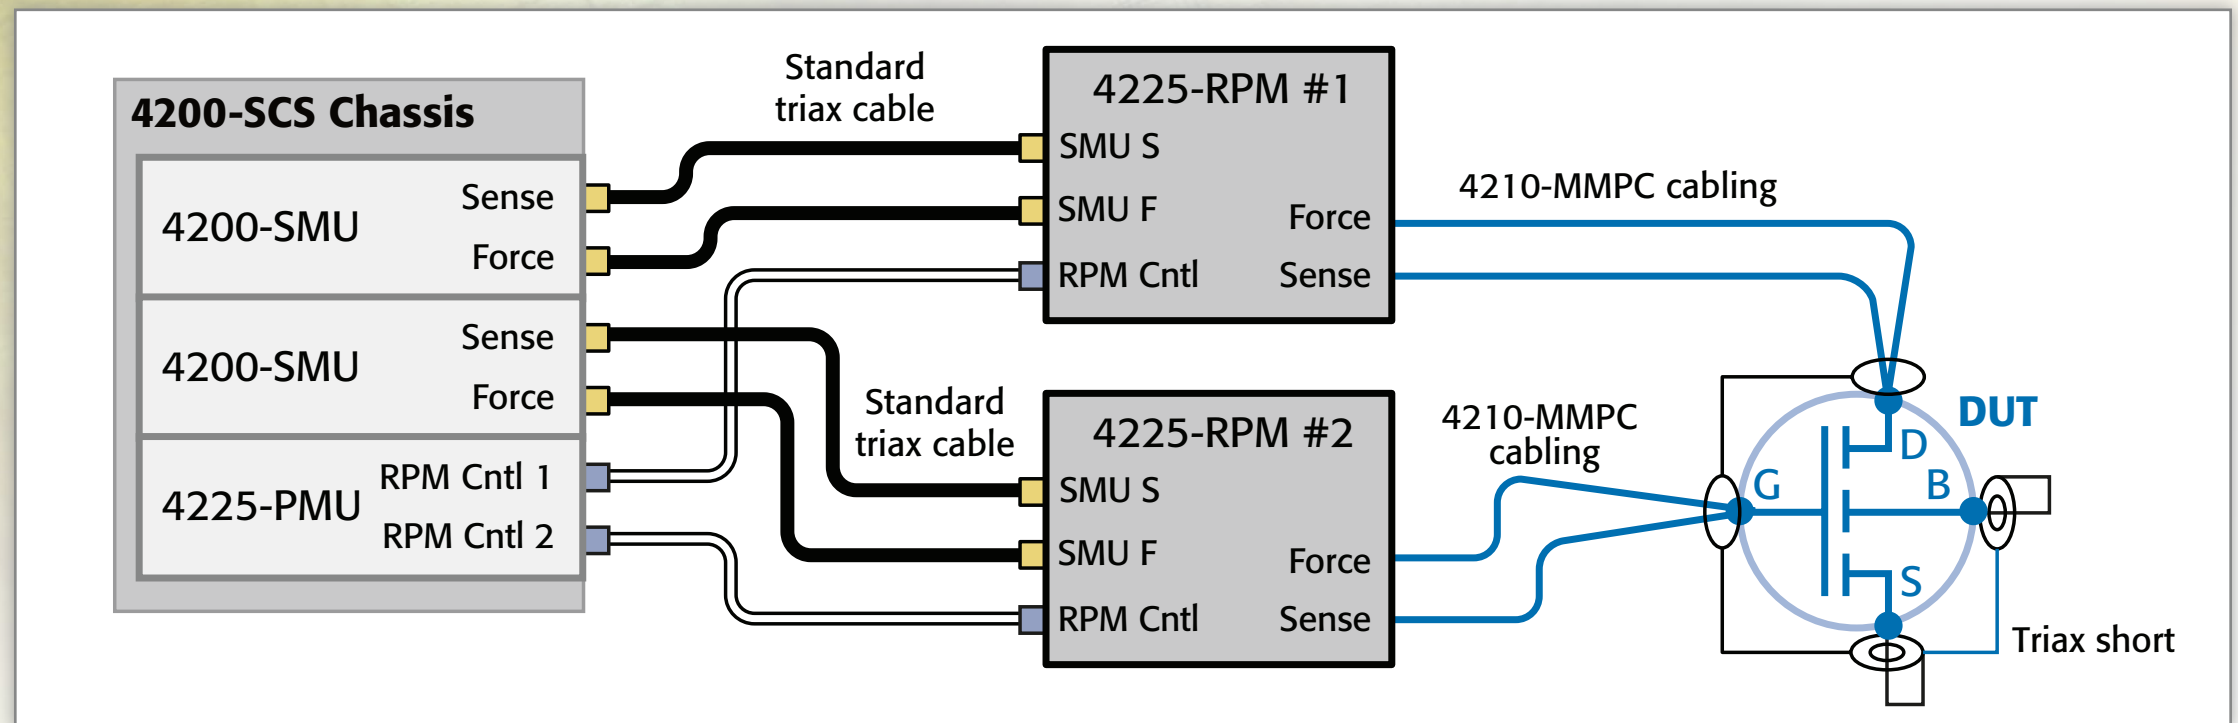 4200-SCS Chassis
4200-SMU
Sense
Force
4200-SMU
Sense
Force
4225-PMU
RPM Cntl 1
RPM Cntl 2
Standard
triax cable
Standard
triax cable
4225-RPM #1
SMU S
SMU F
RPM Cntl
Force
Sense
4225-RPM #2
SMU S
SMU F
RPM Cntl
Force
Sense
4210-MMPC cabling
4210-MMPC
cabling
DUT
D
G
B
S
Triax short